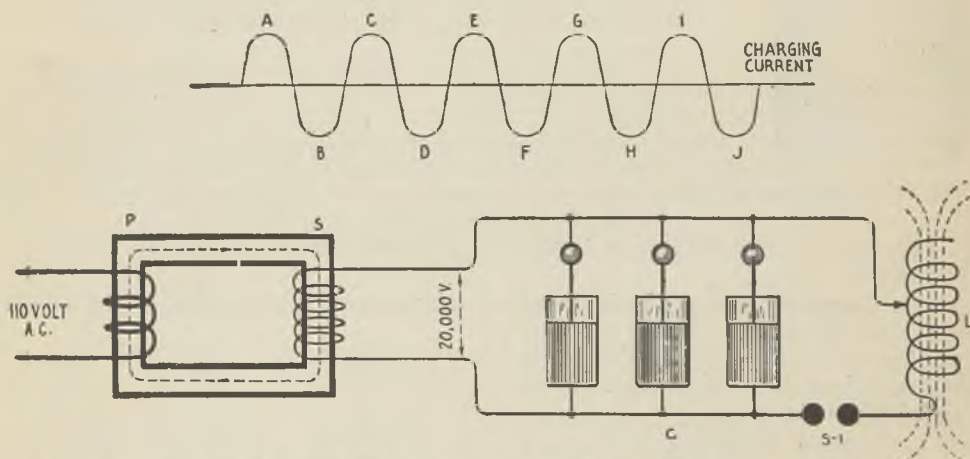 A C E G I
CHARGING
CURRENT
B D F H J
P S
110 VOLT
A.C.
20,000 V.
L
C
S-1